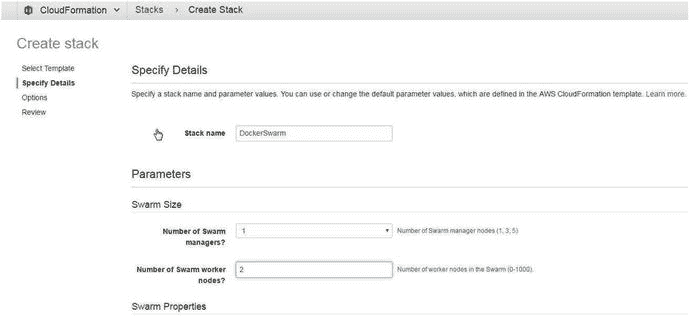 CloudFormation Stacks > Create Stack
Create stack
Select Template
Specify Details
Options
Review
Specify Details
Specify a stack name and parameter values. You can use or change the default parameter values, which are defined in the AWS CloudFormation template. Learn more.
Stack name DockerSwarm
Parameters
Swarm Size
Number of Swarm
managers?
1
Number of Swarm manager nodes (1, 3, 5)
Number of Swarm worker
nodes?
2
Number of worker nodes in the Swarm (0-1000).
Swarm Properties